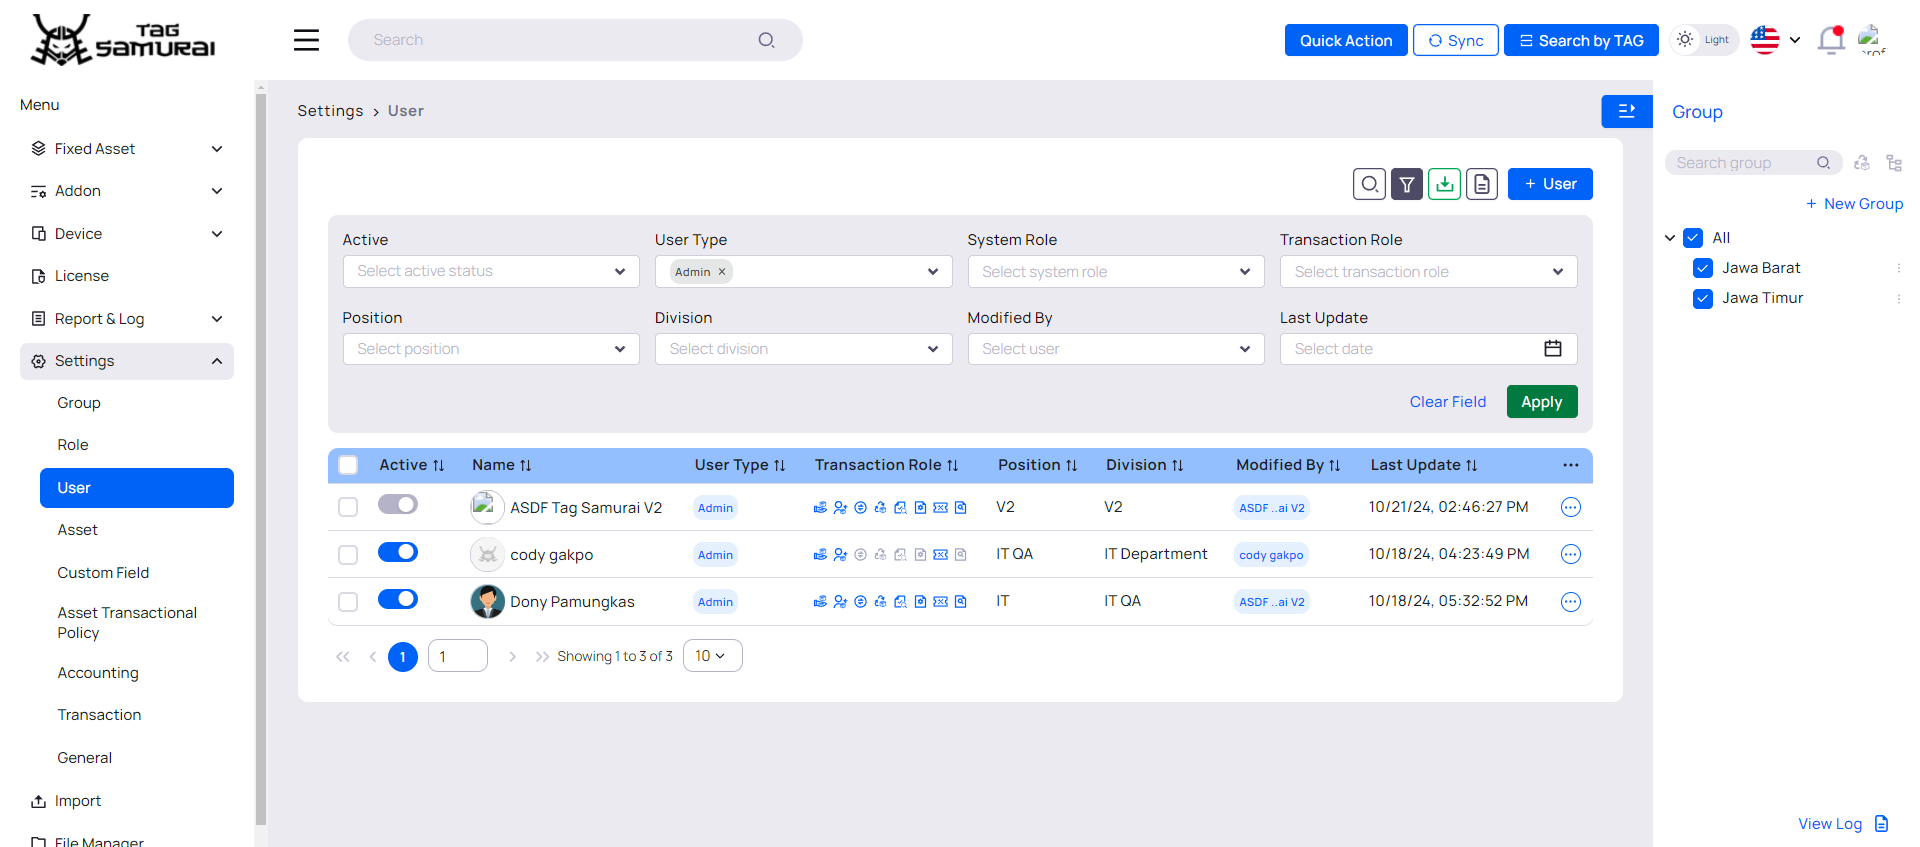 TAG SAMURAI
Search
Quick Action
Sync
Search by TAG
Light
Menu
Fixed Asset
Addon
Device
License
Report & Log
Settings
Group
Role
User
Asset
Custom Field
Asset Transactional
Policy
Accounting
Transaction
General
Import
File Manager
Settings > User
+ User
Active
User Type
System Role
Transaction Role
Select active status
Admin ×
Select system role
Select transaction role
Position
Division
Modified By
Last Update
Select position
Select division
Select user
Select date
Clear Field
Apply
Active Name User Type Transaction Role Position Division Modified By Last Update
ASDF Tag Samurai V2 Admin V2 V2 ASDF ..ai V2 10/21/24, 02:46:27 PM
cody gakpo Admin IT QA IT Department cody gakpo 10/18/24, 04:23:49 PM
Dony Pamungkas Admin IT IT QA ASDF ..ai V2 10/18/24, 05:32:52 PM
1 1 Showing 1 to 3 of 3 10
Group
Search group
+ New Group
All
Jawa Barat
Jawa Timur
View Log